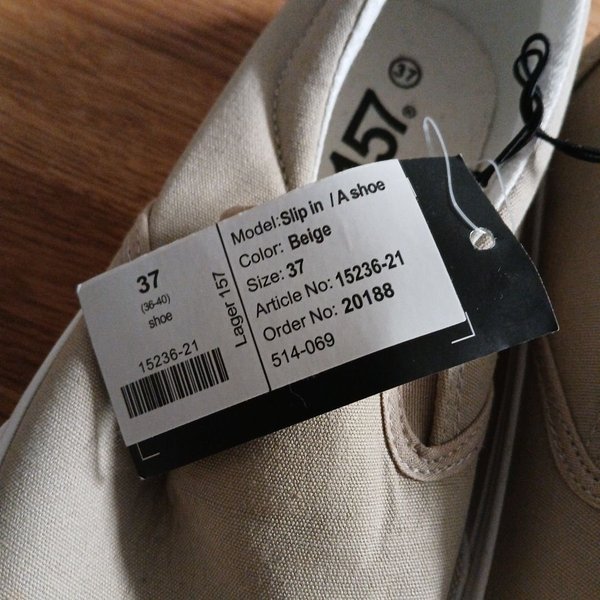 37
157®
37
(36-40)
shoe
15236-21
Lager 157
Model:Slip in / A shoe
Color: Beige
Size: 37
Article No: 15236-21
Order No: 20188
514-069